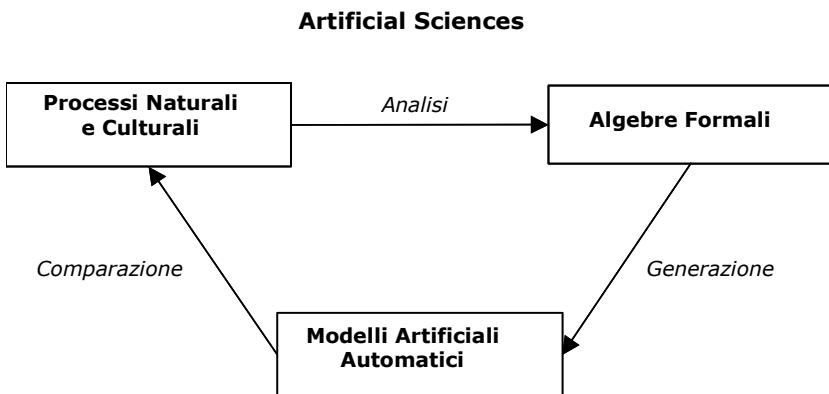 Artificial Sciences
Processi Naturali
e Culturali
Analisi
Algebre Formali
Comparazione
Generazione
Modelli Artificiali
Automatici